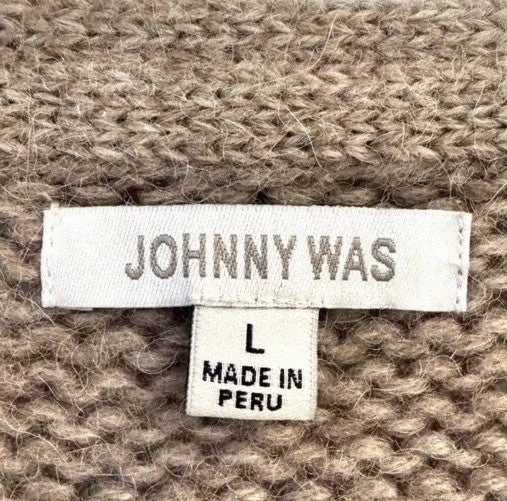 JOHNNY WAS
L
MADE IN
PERU